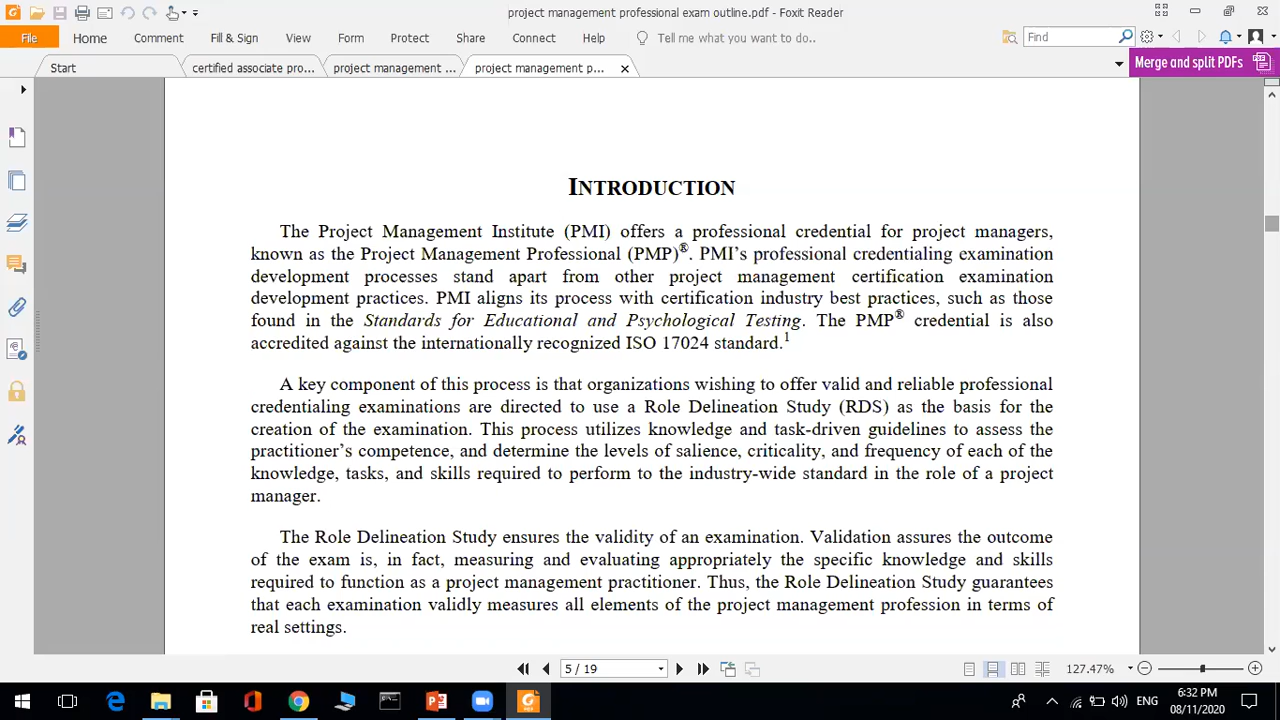 project management professional exam outline.pdf - Foxit Reader
File Home Comment Fill & Sign View Form Protect Share Connect Help Tell me what you want to do.. Find
Start certified associate pro... project management ... project management p... Merge and split PDFs
INTRODUCTION
The Project Management Institute (PMI) offers a professional credential for project managers,
known as the Project Management Professional (PMP)®. PMI’s professional credentialing examination
development processes stand apart from other project management certification examination
development practices. PMI aligns its process with certification industry best practices, such as those
found in the Standards for Educational and Psychological Testing. The PMP® credential is also
accredited against the internationally recognized ISO 17024 standard.1
A key component of this process is that organizations wishing to offer valid and reliable professional
credentialing examinations are directed to use a Role Delineation Study (RDS) as the basis for the
creation of the examination. This process utilizes knowledge and task-driven guidelines to assess the
practitioner’s competence, and determine the levels of salience, criticality, and frequency of each of the
knowledge, tasks, and skills required to perform to the industry-wide standard in the role of a project
manager.
The Role Delineation Study ensures the validity of an examination. Validation assures the outcome
of the exam is, in fact, measuring and evaluating appropriately the specific knowledge and skills
required to function as a project management practitioner. Thus, the Role Delineation Study guarantees
that each examination validly measures all elements of the project management profession in terms of
real settings.
5 / 19 127.47%
ENG 6:32 PM
08/11/2020